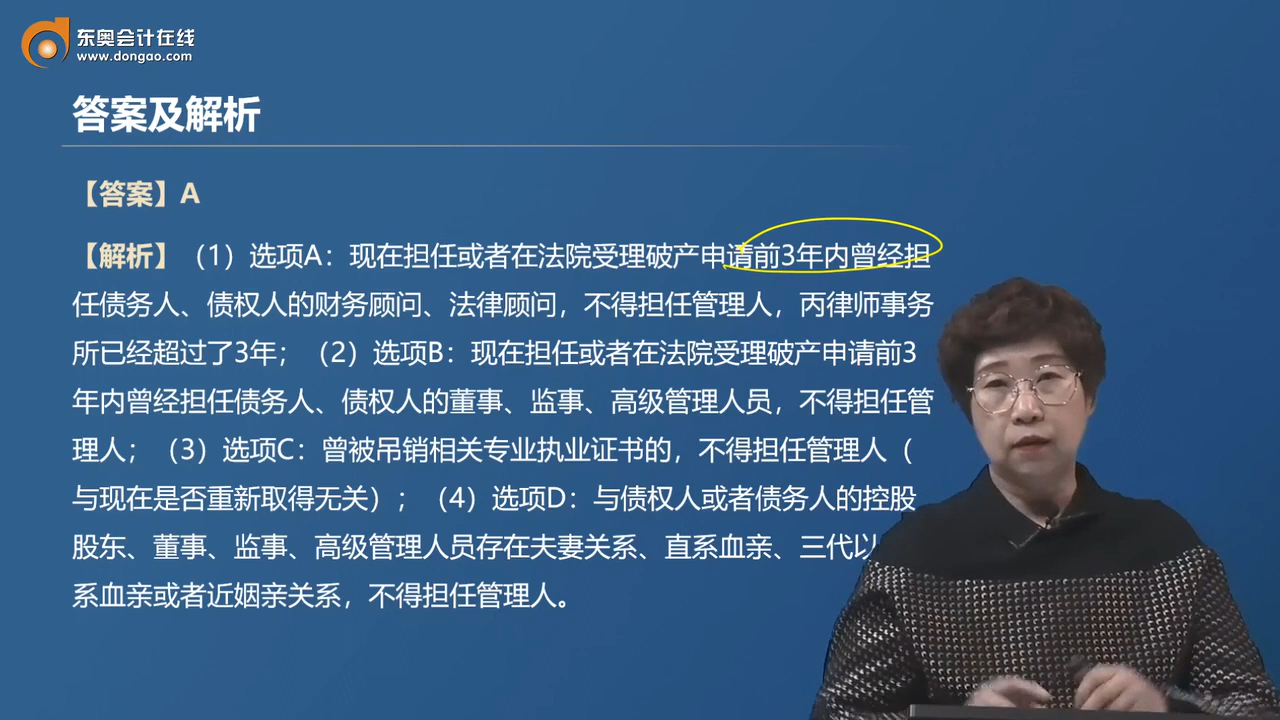 东奥会计在线
www.dongao.com
答案及解析
【答案】A
【解析】（1）选项A：现在担任或者在法院受理破产申请前3年内曾经担
任债务人、债权人的财务顾问、法律顾问，不得担任管理人，丙律师事务
所已经超过了3年；（2）选项B：现在担任或者在法院受理破产申请前3
年内曾经担任债务人、债权人的董事、监事、高级管理人员，不得担任管
理人；（3）选项C：曾被吊销相关专业执业证书的，不得担任管理人（
与现在是否重新取得无关）；（4）选项D：与债权人或者债务人的控股
股东、董事、监事、高级管理人员存在夫妻关系、直系血亲、三代以
系血亲或者近姻亲关系，不得担任管理人。